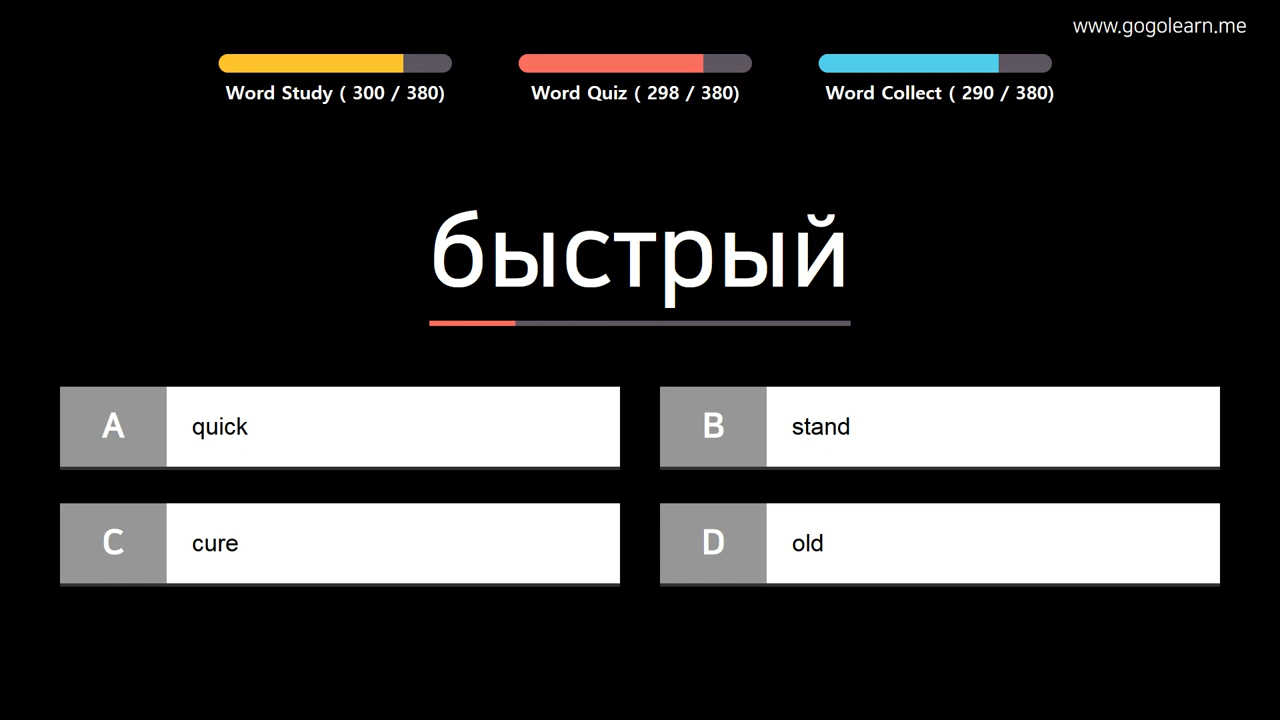 www.gogolearn.me
Word Study ( 300 / 380)
Word Quiz ( 298 / 380)
Word Collect ( 290 / 380)
быстрый
A quick
B stand
C cure
D old